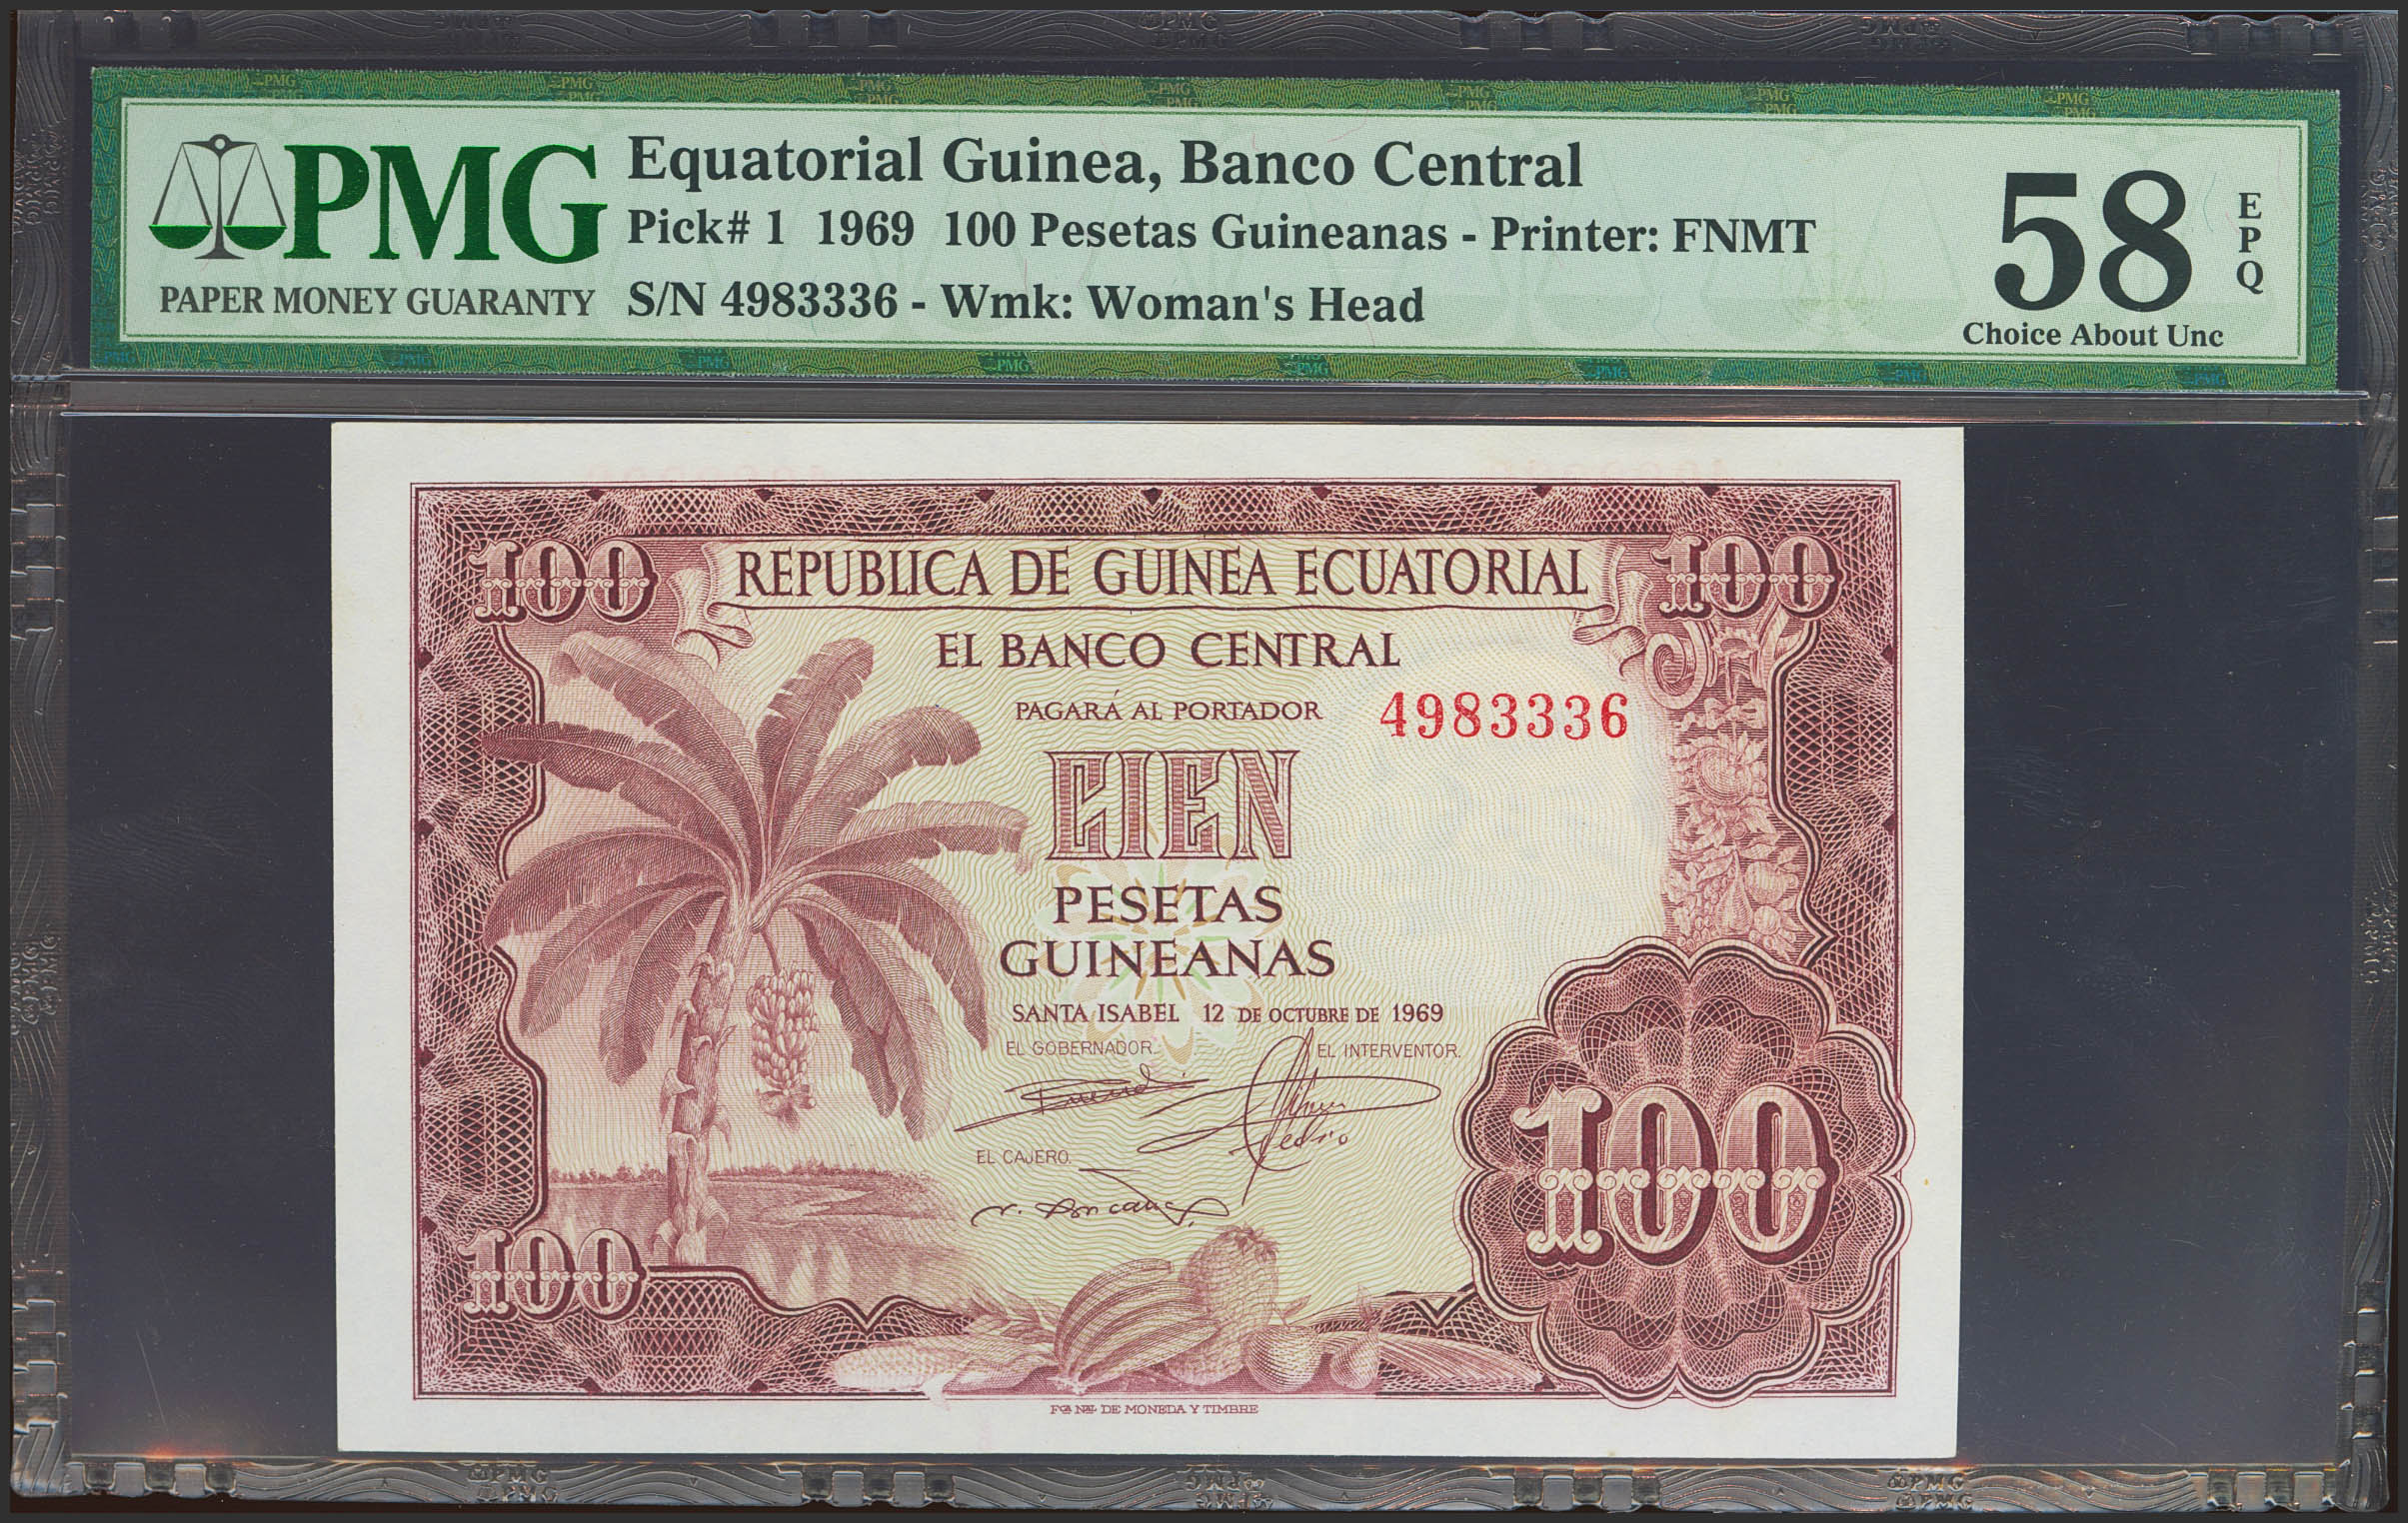 PMG
PAPER MONEY GUARANTY
Equatorial Guinea, Banco Central
Pick# 1 1969 100 Pesetas Guineanas - Printer: FNMT
S/N 4983336 - Wmk: Woman's Head
58
EPQ
Choice About Unc
100
REPUBLICA DE GUINEA ECUATORIAL
100
EL BANCO CENTRAL
PAGARÁ AL PORTADOR
4983336
CIEN
PESETAS
GUINEANAS
SANTA ISABEL 12 DE OCTUBRE DE 1969
EL GOBERNADOR.
EL INTERVENTOR.
Pedro
EL CAJERO.
100
100
FCA NAL DE MONEDA Y TIMBRE